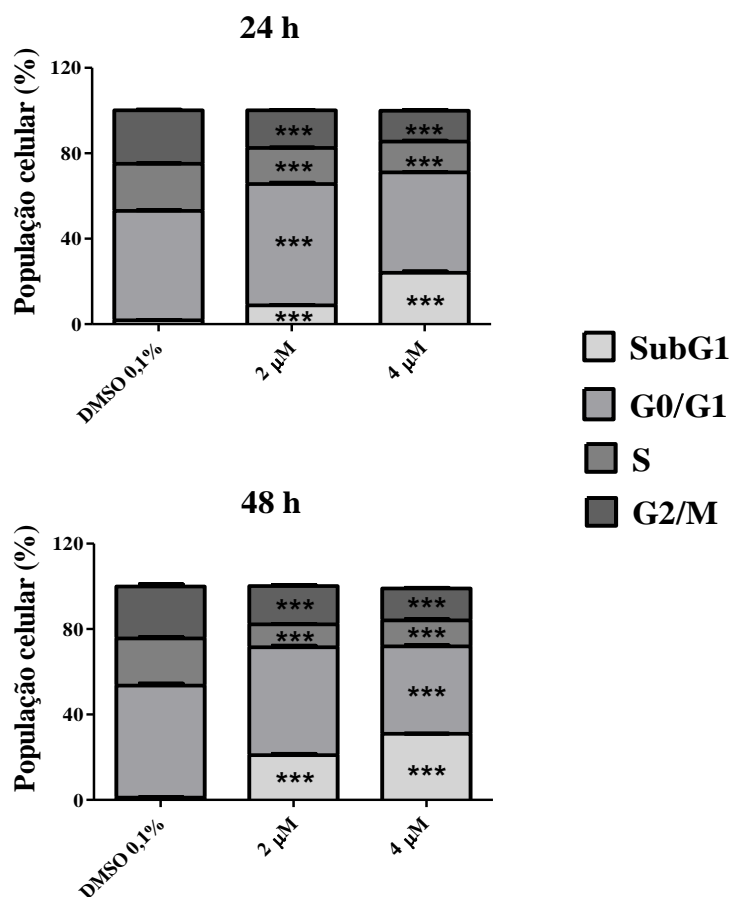 24 h
População celular (%)
120
80
40
0
***
***
***
***
***
***
***
DMSO 0,1%
2 µM
4 µM
SubG1
G0/G1
S
G2/M
48 h
População celular (%)
120
80
40
0
***
***
***
***
***
***
***
DMSO 0,1%
2 µM
4 µM